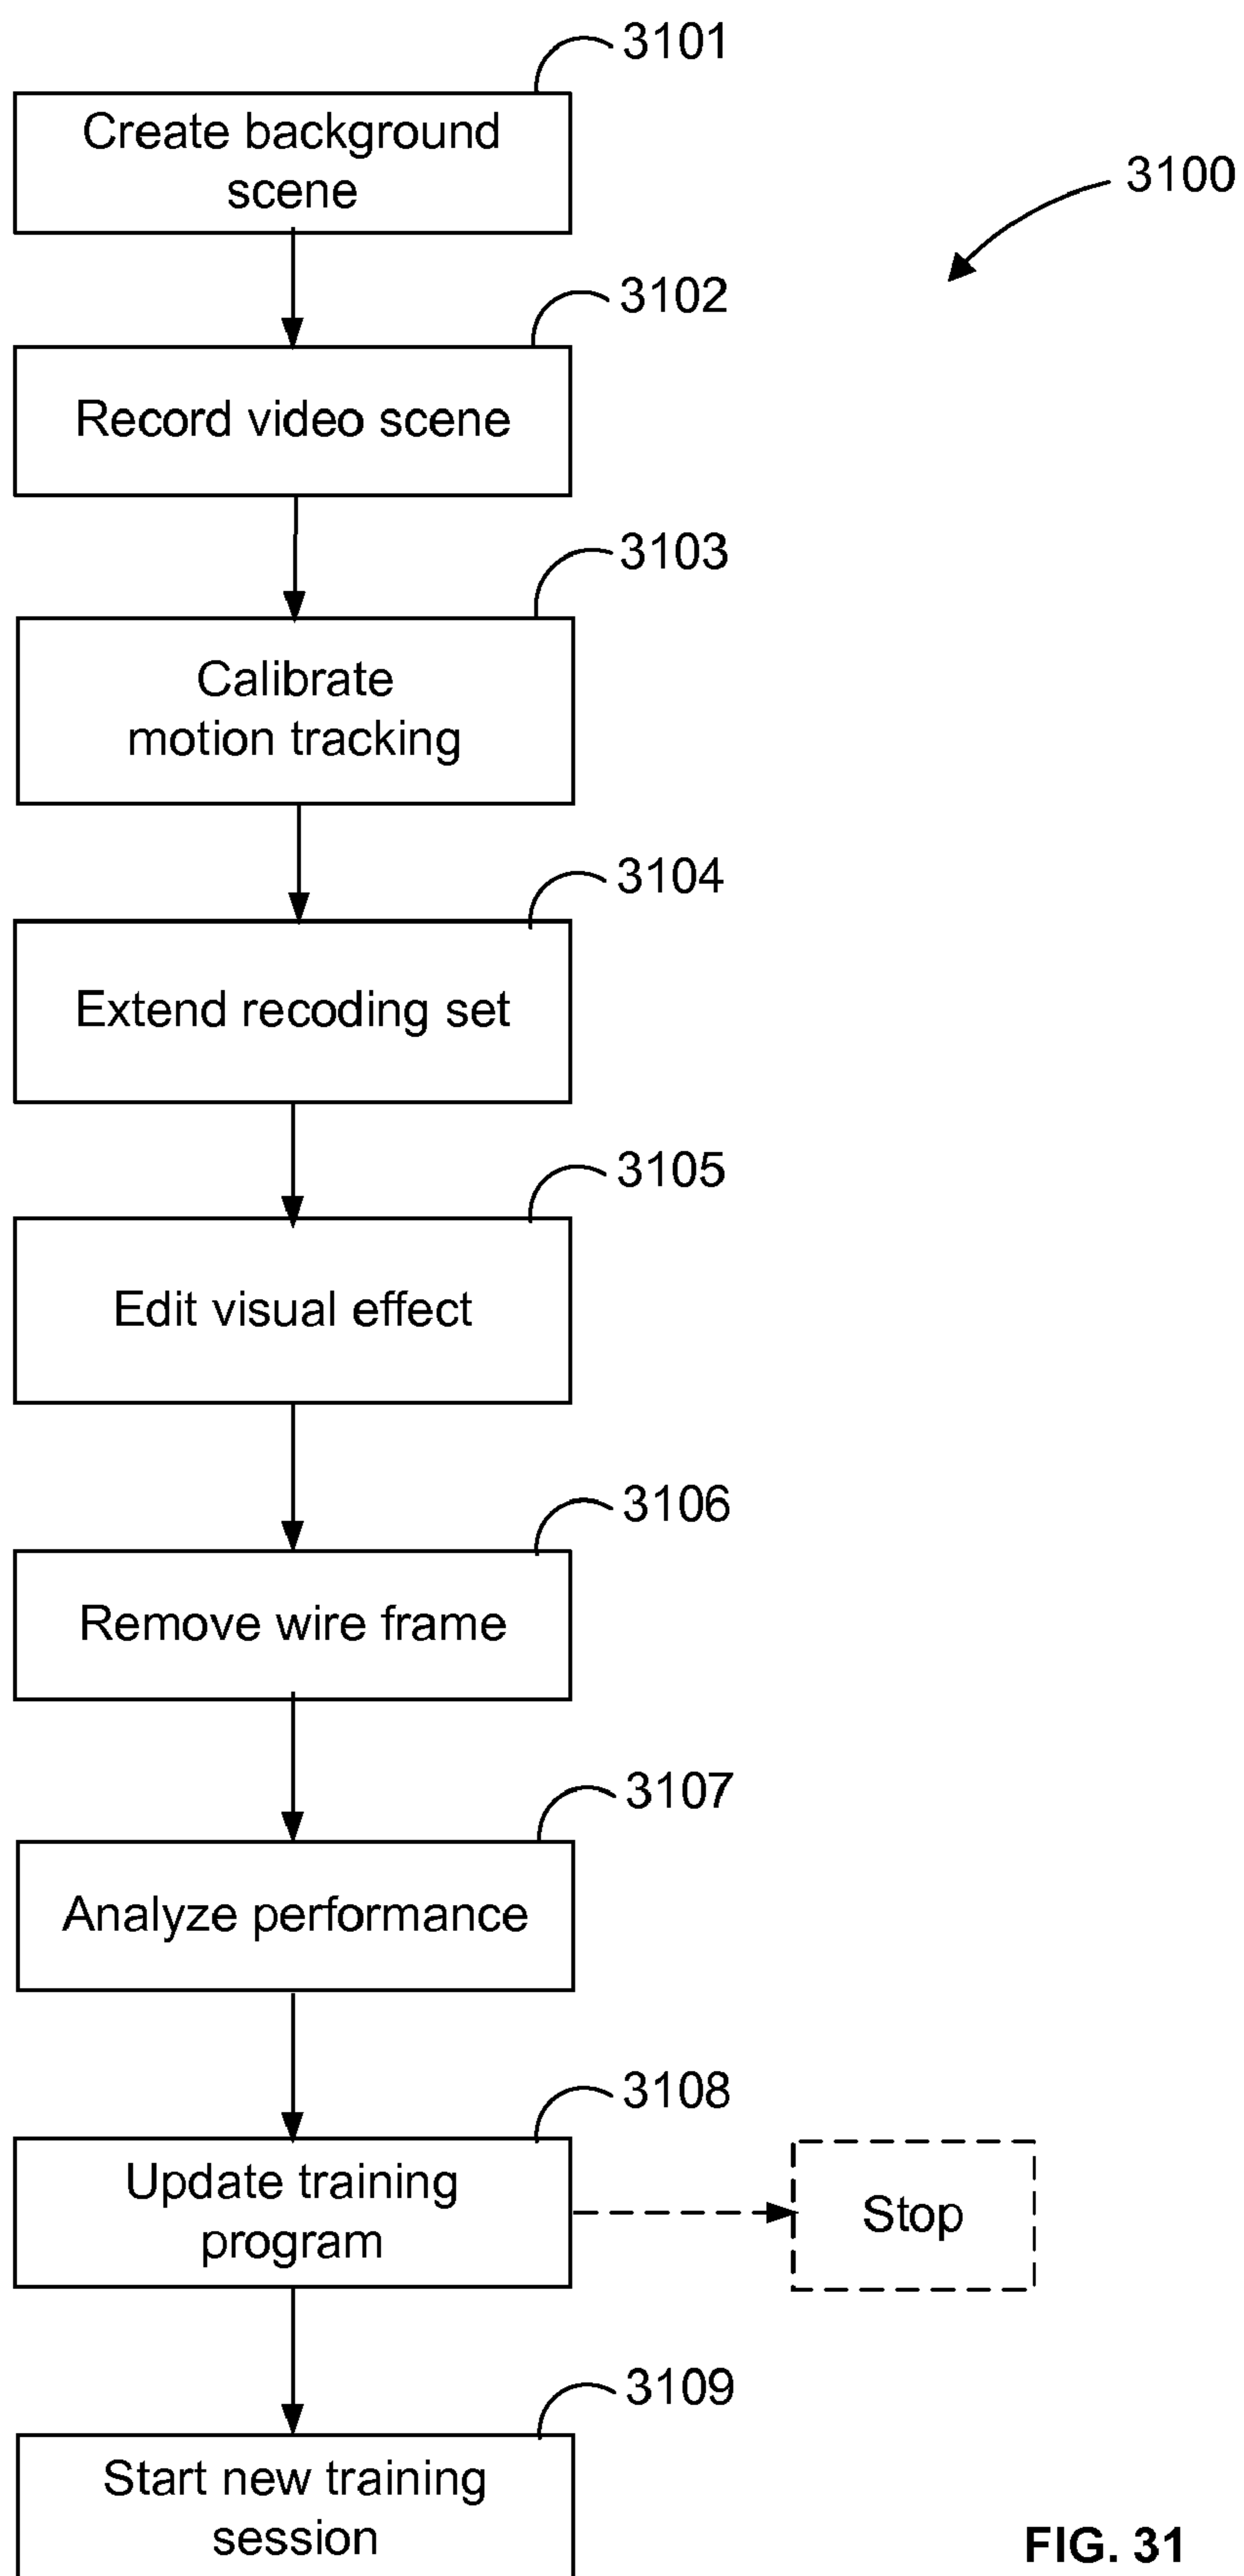 3101
Create background
scene
3100
3102
Record video scene
3103
Calibrate
motion tracking
3104
Extend recoding set
3105
Edit visual effect
3106
Remove wire frame
3107
Analyze performance
3108
Update training
program
Stop
3109
Start new training
session
FIG. 31